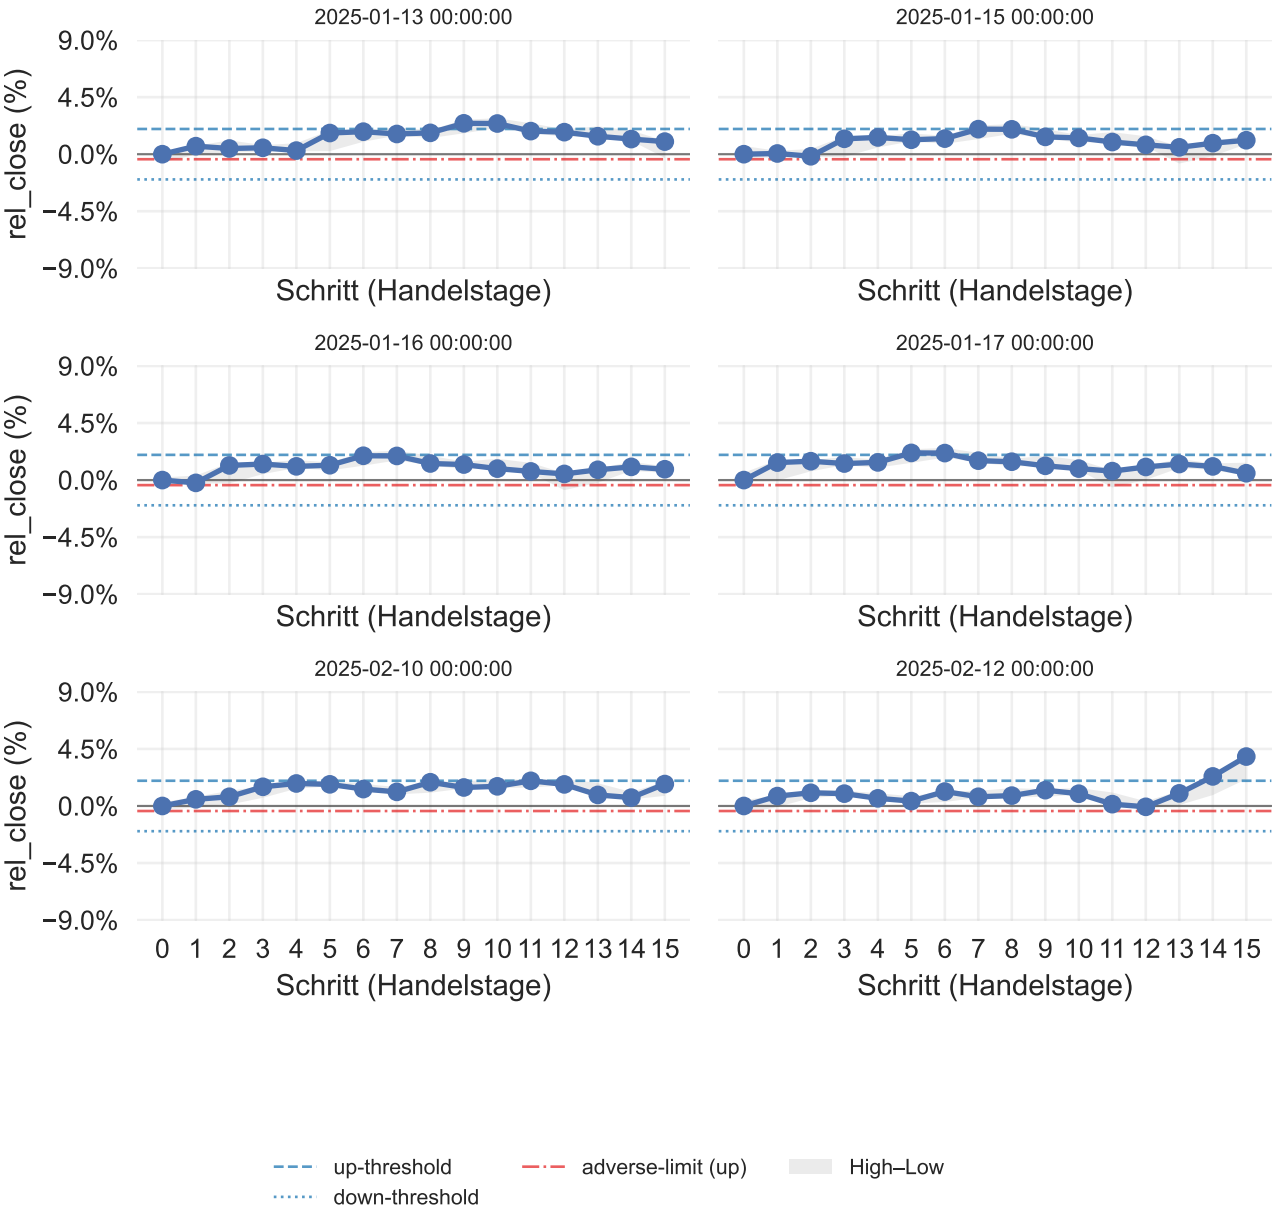 2025-01-13 00:00:00
2025-01-15 00:00:00
rel_close (%)
9.0%
4.5%
0.0%
−4.5%
−9.0%
Schritt (Handelstage)
Schritt (Handelstage)
2025-01-16 00:00:00
2025-01-17 00:00:00
rel_close (%)
9.0%
4.5%
0.0%
−4.5%
−9.0%
Schritt (Handelstage)
Schritt (Handelstage)
2025-02-10 00:00:00
2025-02-12 00:00:00
rel_close (%)
9.0%
4.5%
0.0%
−4.5%
−9.0%
0 1 2 3 4 5 6 7 8 9 10 11 12 13 14 15
0 1 2 3 4 5 6 7 8 9 10 11 12 13 14 15
Schritt (Handelstage)
Schritt (Handelstage)
up-threshold
down-threshold
adverse-limit (up)
High–Low